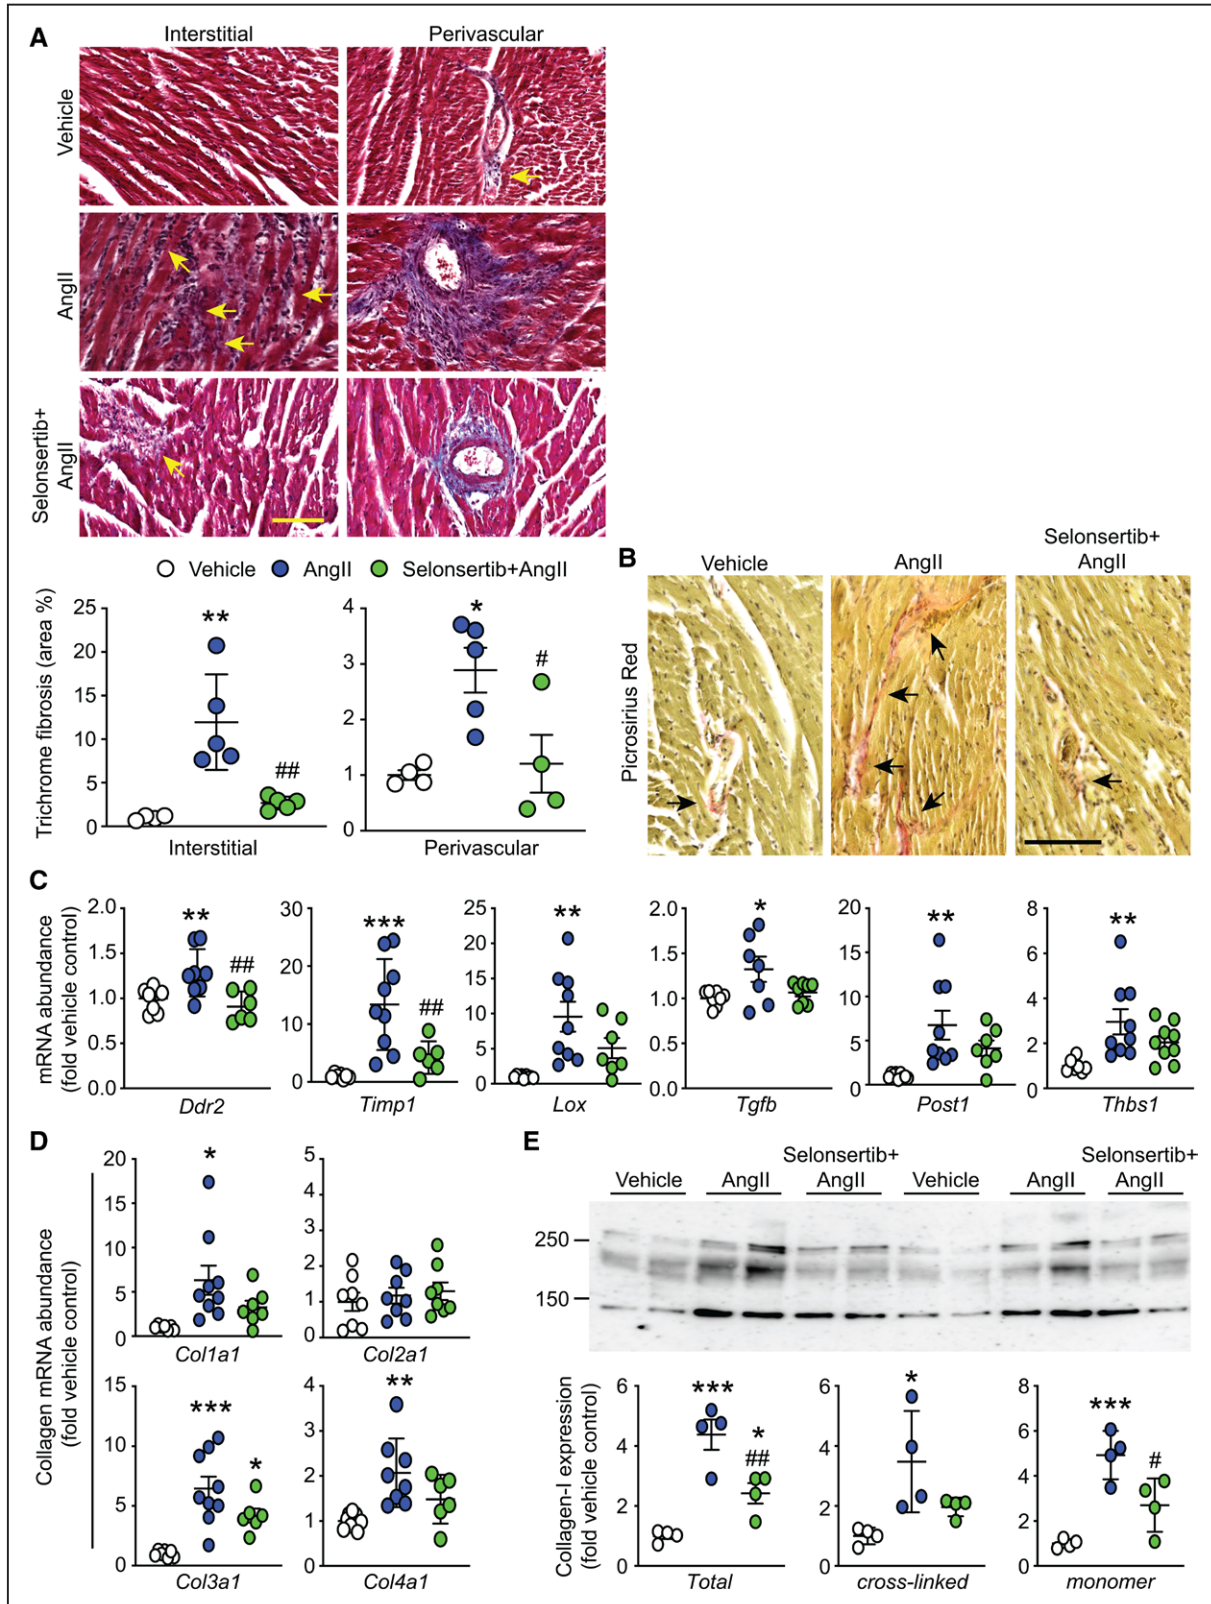 A
Interstitial
Perivascular
Vehicle
AngII
Selonsertib+
AngII
Vehicle
AngII
Selonsertib+AngII
Trichrome fibrosis (area %)
25
20
15
10
5
0
**
##
Interstitial
4
3
2
1
0
*
#
Perivascular
B
Vehicle
AngII
Selonsertib+
AngII
Picrosirius Red
C
mRNA abundance
(fold vehicle control)
2.0
1.5
1.0
0.5
0.0
**
##
Ddr2
30
20
10
0
***
##
Timp1
25
20
15
10
5
0
**
Lox
2.0
1.5
1.0
0.5
0.0
*
Tgfb
20
15
10
5
0
**
Post1
8
6
4
2
0
**
Thbs1
D
Collagen mRNA abundance
(fold vehicle control)
20
15
10
5
0
*
Col1a1
5
4
3
2
1
0
Col2a1
15
10
5
0
***
*
Col3a1
4
3
2
1
0
**
Col4a1
E
Vehicle
AngII
Selonsertib+
AngII
Vehicle
AngII
Selonsertib+
AngII
250
150
Collagen-I expression
(fold vehicle control)
6
4
2
0
***
*
##
Total
6
4
2
0
*
cross-linked
8
6
4
2
0
***
#
monomer